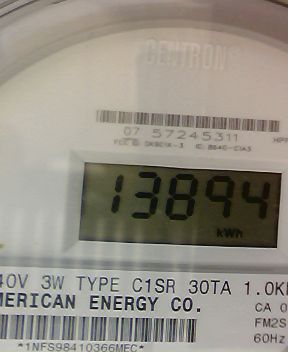 CENTRON®
07 57245311
13894
kWh
40V 3W TYPE C1SR 30TA 1.0K
MERICAN ENERGY CO.
CA 0
FM2S
60Hz
*1NFS98410366MEC*